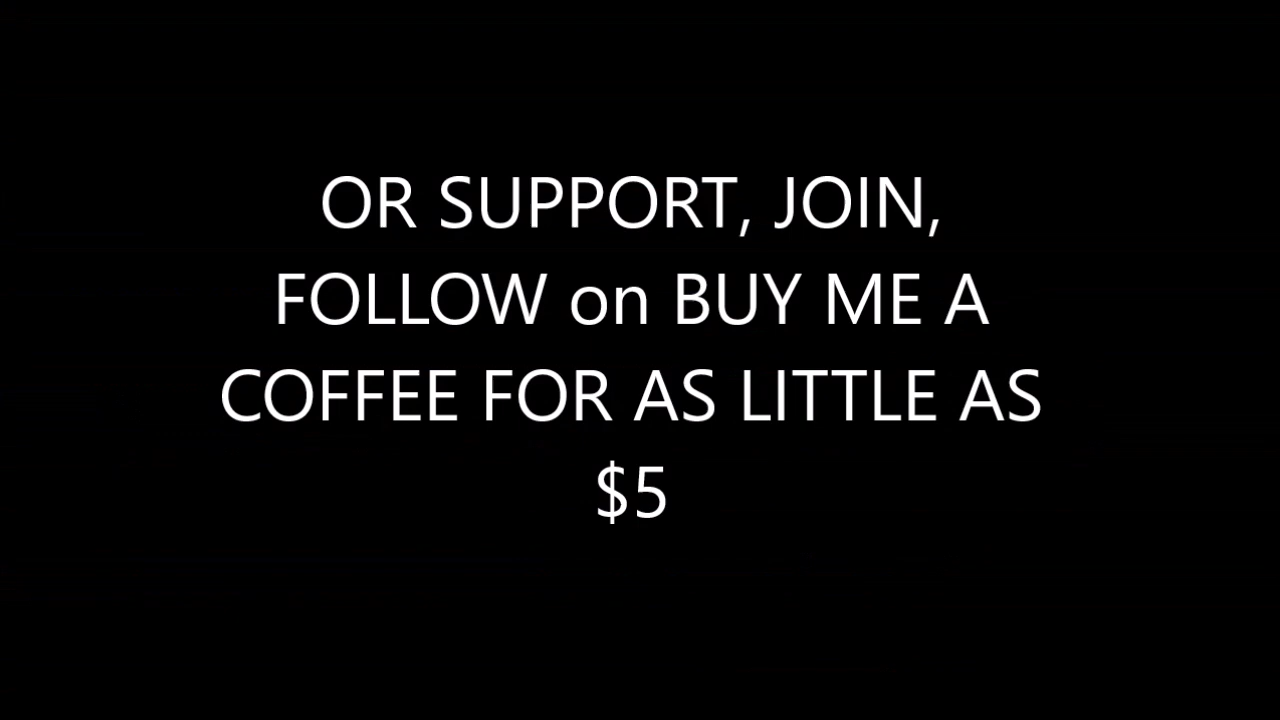 OR SUPPORT, JOIN,
FOLLOW on BUY ME A
COFFEE FOR AS LITTLE AS
$5